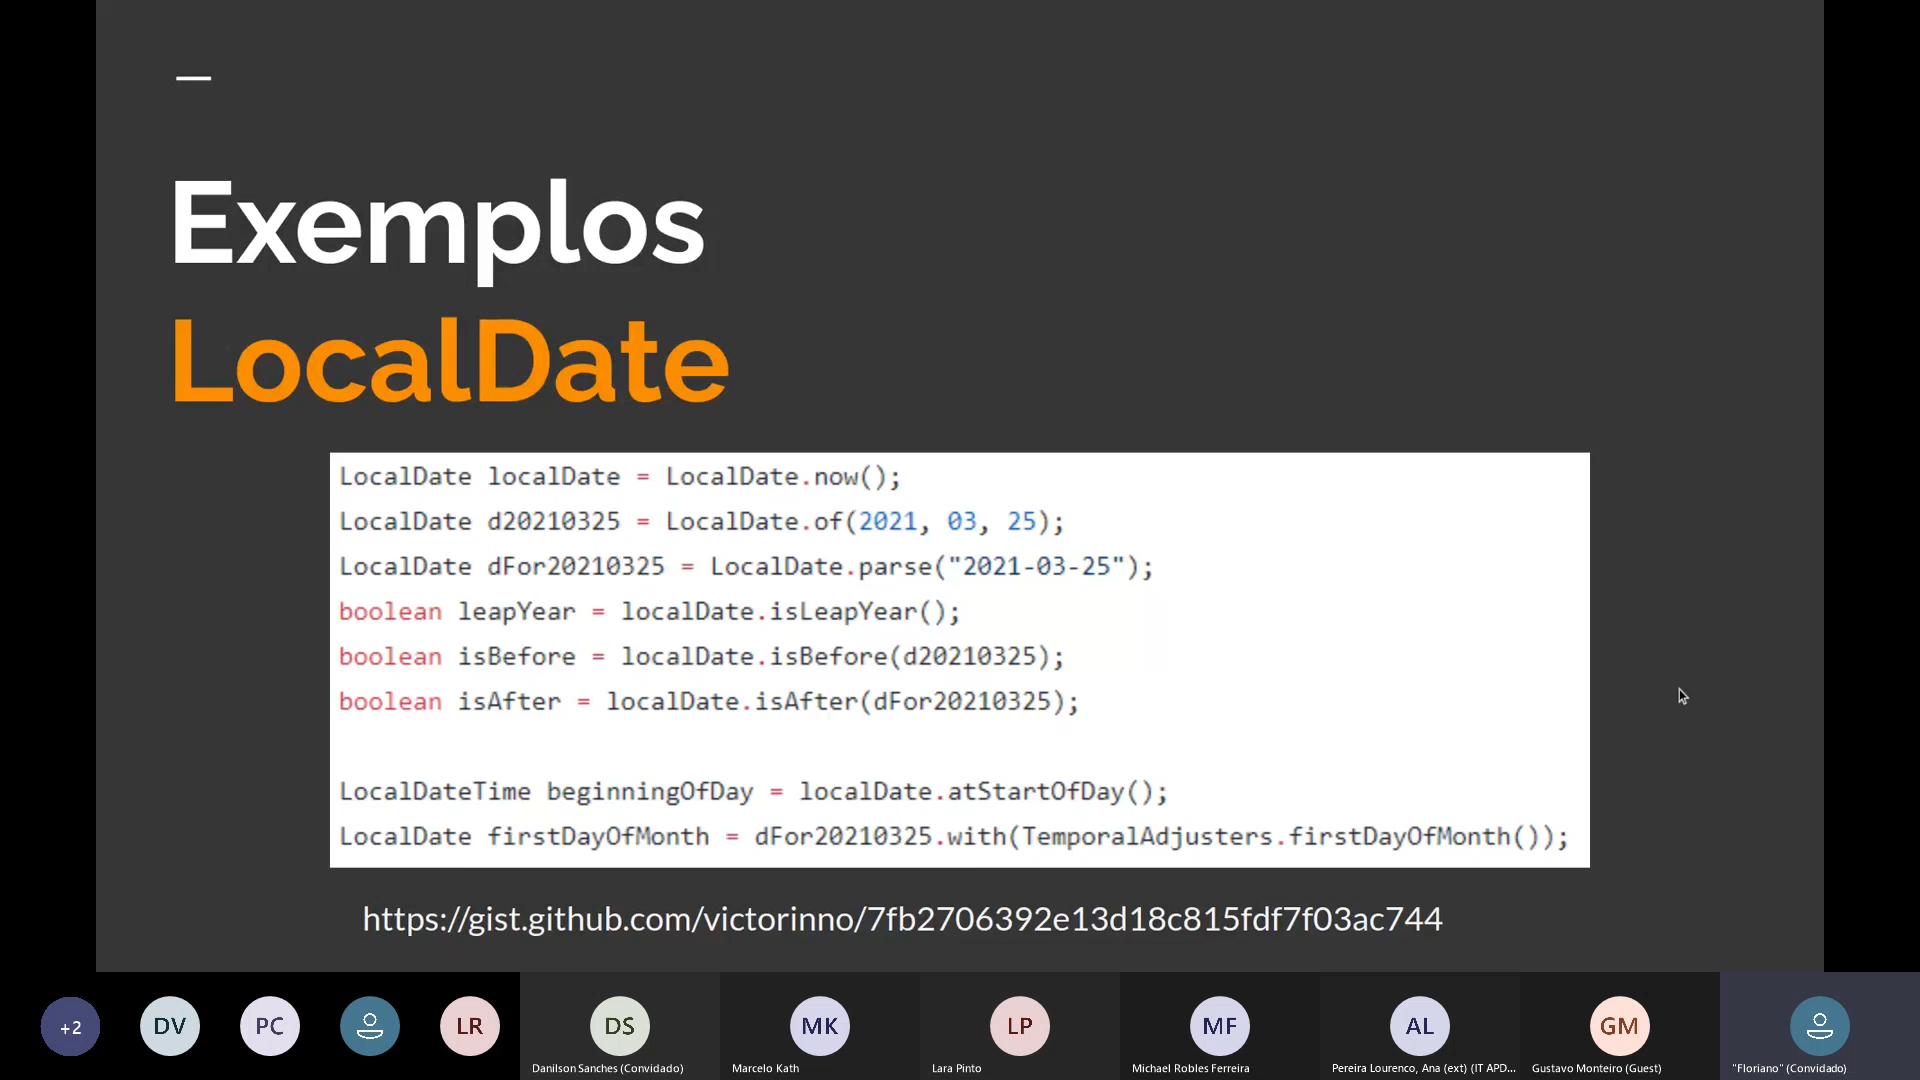 Exemplos
LocalDate
LocalDate localDate = LocalDate.now();
LocalDate d20210325 = LocalDate.of(2021, 03, 25);
LocalDate dFor20210325 = LocalDate.parse("2021-03-25");
boolean leapYear = localDate.isLeapYear();
boolean isBefore = localDate.isBefore(d20210325);
boolean isAfter = localDate.isAfter(dFor20210325);
LocalDateTime beginningOfDay = localDate.atStartOfDay();
LocalDate firstDayOfMonth = dFor20210325.with(TemporalAdjusters.firstDayOfMonth());
https://gist.github.com/victorinno/7fb2706392e13d18c815fdf7f03ac744
+2 DV PC LR DS MK LP MF AL GM
Danilson Sanches (Convidado) Marcelo Kath Lara Pinto Michael Robles Ferreira Pereira Lourenco, Ana (ext) (IT APD... Gustavo Monteiro (Guest) "Floriano" (Convidado)